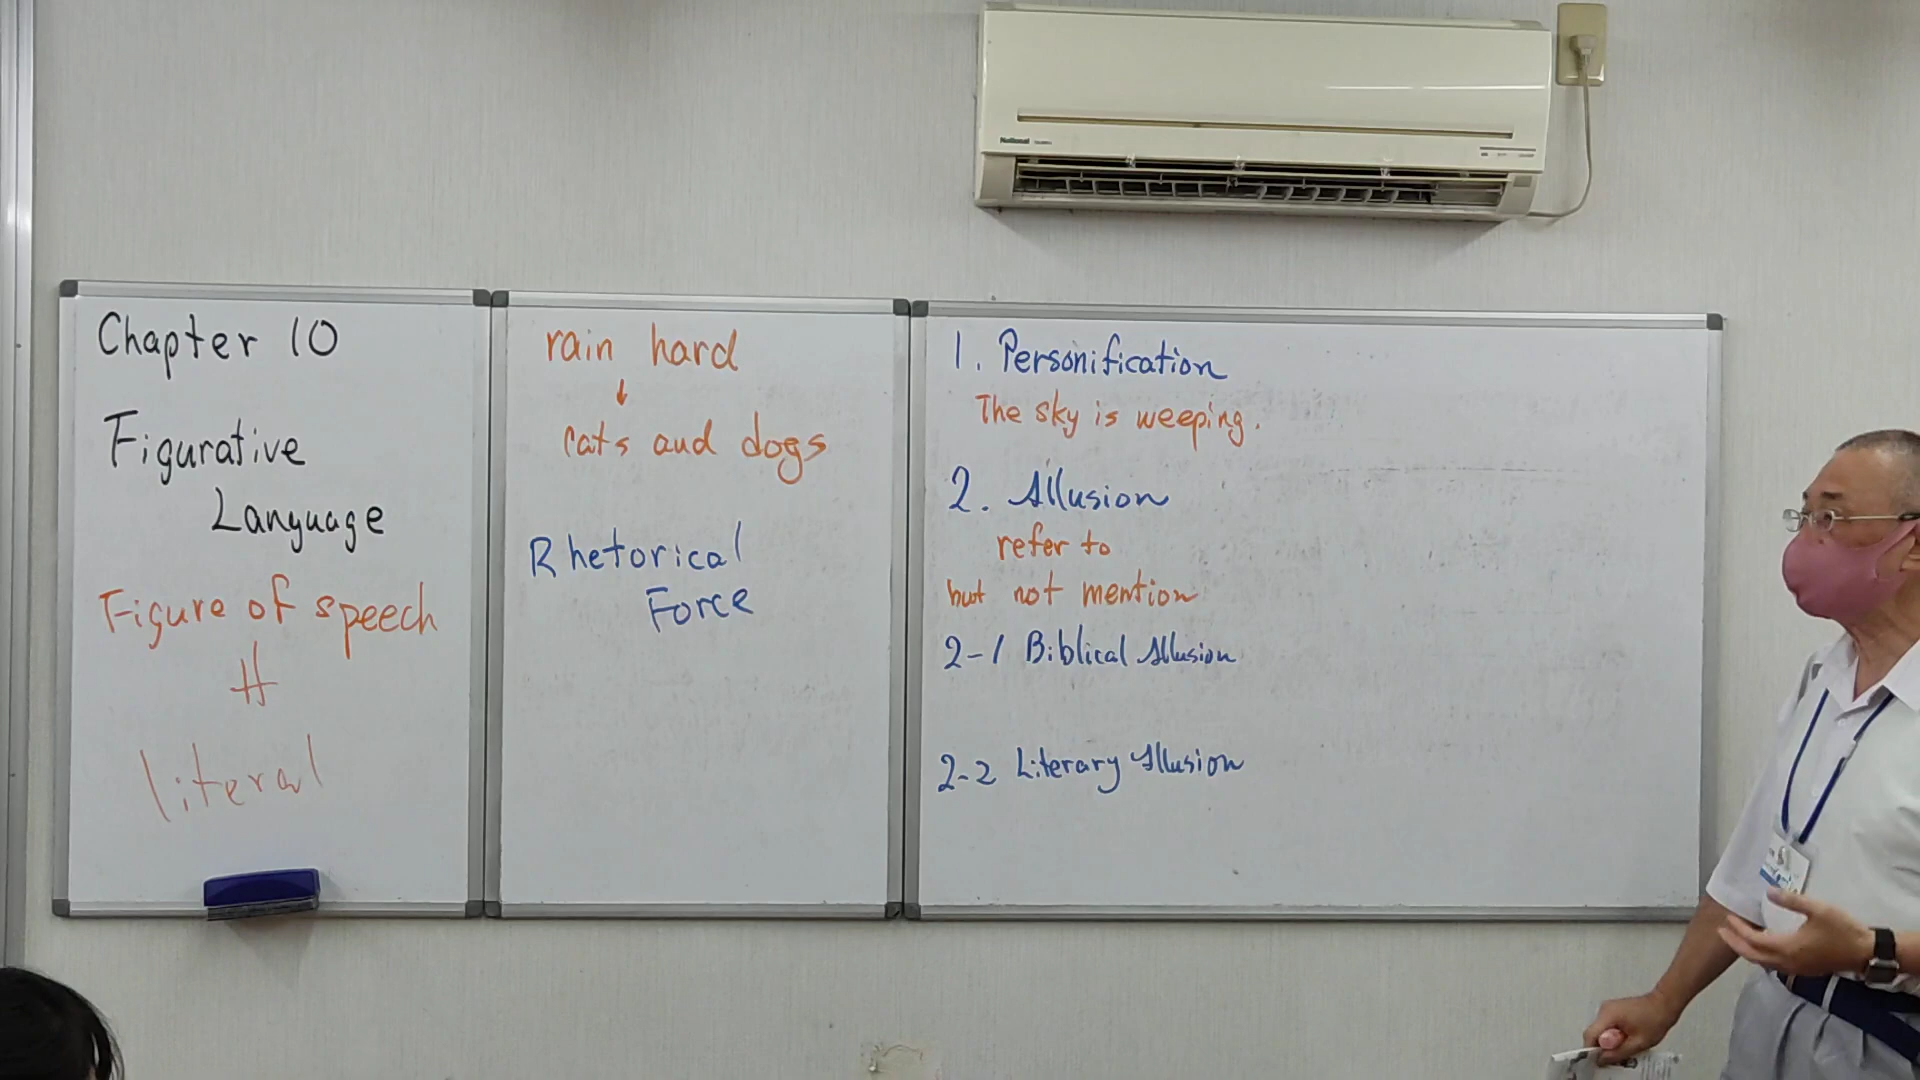 National
Chapter 10
Figurative
Language
Figure of speech
≠
literal
rain hard
↓
cats and dogs
Rhetorical
Force
1. Personification
The sky is weeping.
2. Allusion
refer to
but not mention
2-1 Biblical Allusion
2-2 Literary Allusion